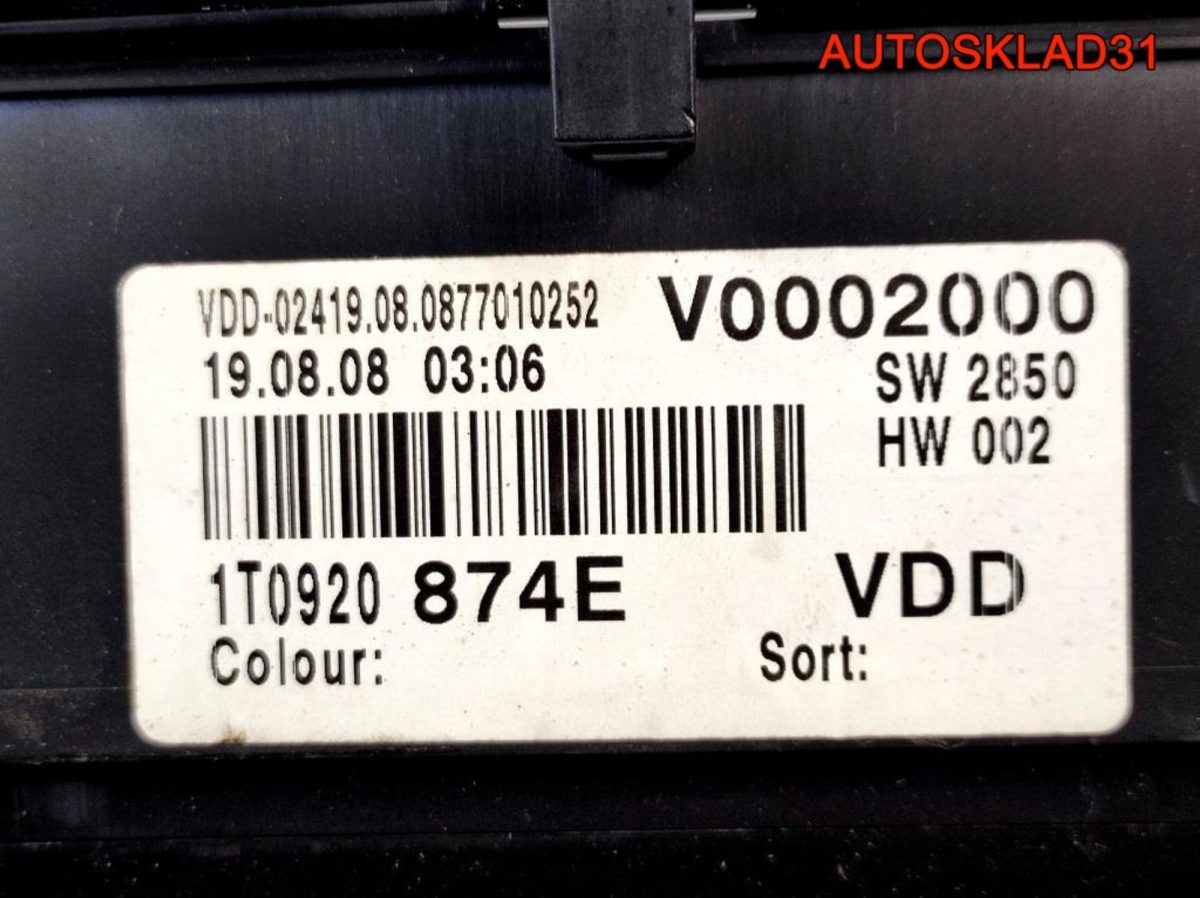 AUTOSKLAD31
VDD-02419.08.0877010252 V0002000
19.08.08 03:06 SW 2850
HW 002
1T0920 874E VDD
Colour: Sort: